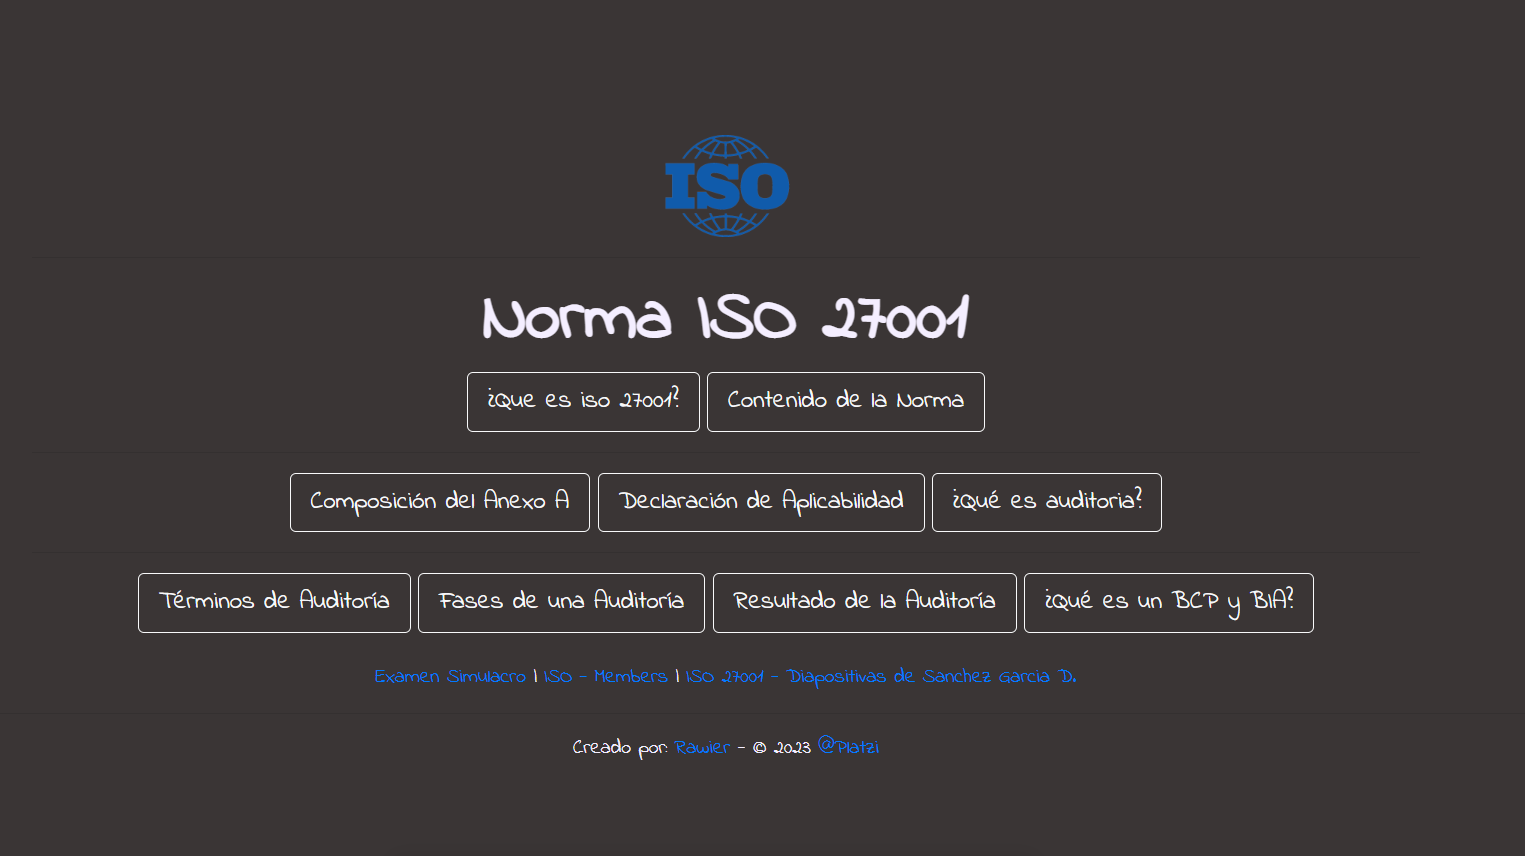 ISO
Norma ISO 27001
¿Que es iso 27001? Contenido de la Norma
Composición del Anexo A Declaración de Aplicabilidad ¿Qué es auditoria?
Términos de Auditoría Fases de una Auditoría Resultado de la Auditoría ¿Qué es un BCP y BIA?
Examen Simulacro | ISO - Members | ISO 27001 - Diapositivas de Sanchez Garcia D.
Creado por: Rawier - © 2023 @Platzi